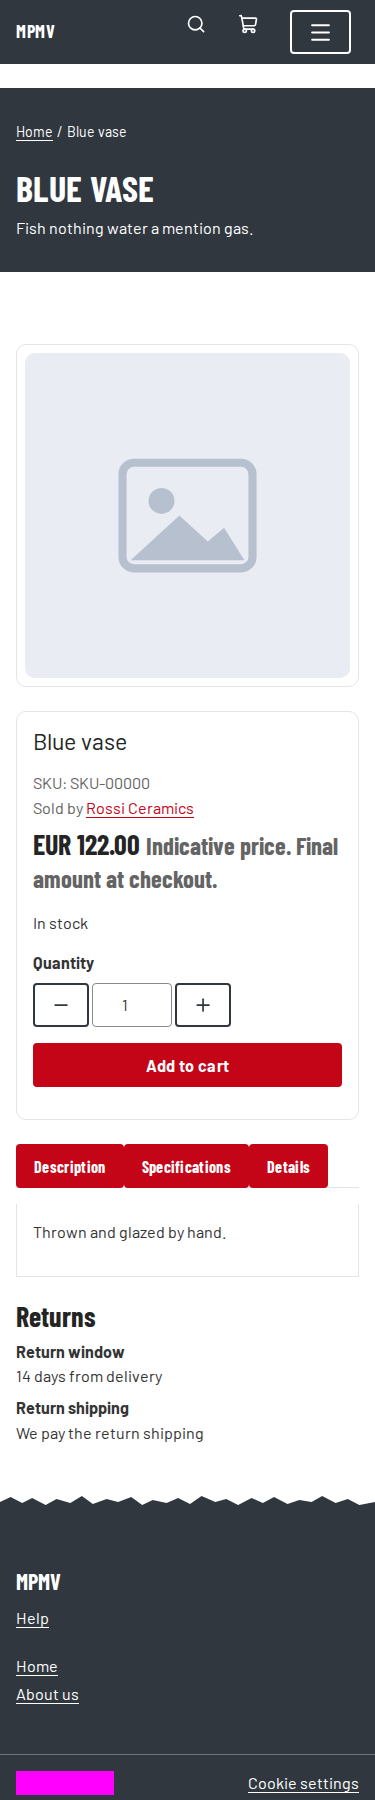 MPMV
Home / Blue vase
BLUE VASE
Fish nothing water a mention gas.
Blue vase
SKU: SKU-00000
Sold by Rossi Ceramics
EUR 122.00 Indicative price. Final
amount at checkout.
In stock
Quantity
1
Add to cart
Description Specifications Details
Thrown and glazed by hand.
Returns
Return window
14 days from delivery
Return shipping
We pay the return shipping
MPMV
Help
Home
About us
Cookie settings